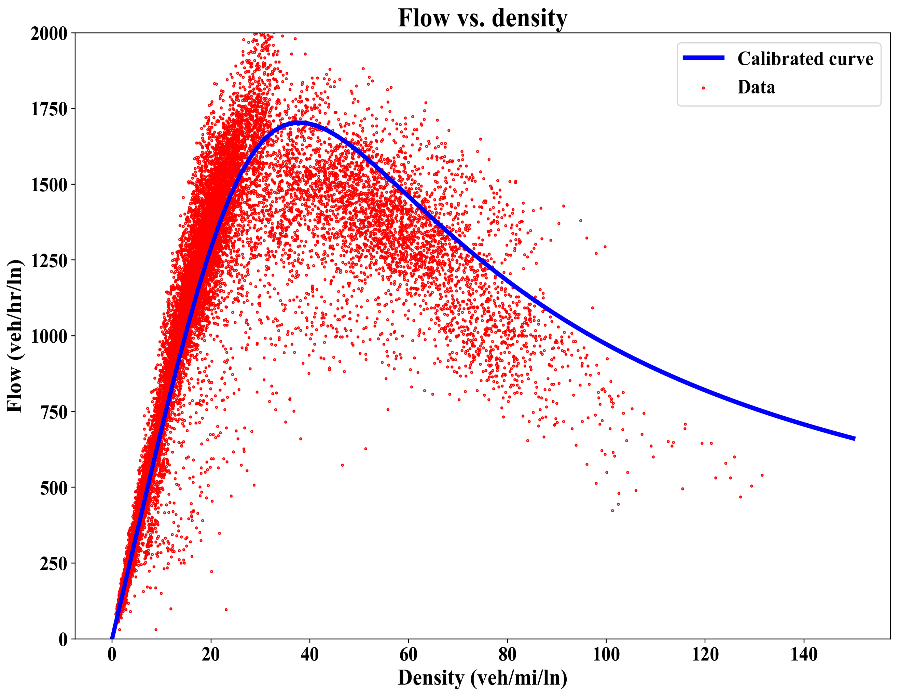 Flow vs. density
Calibrated curve
Data
2000
1750
1500
1250
1000
750
500
250
0
Flow (veh/hr/ln)
0 20 40 60 80 100 120 140
Density (veh/mi/ln)